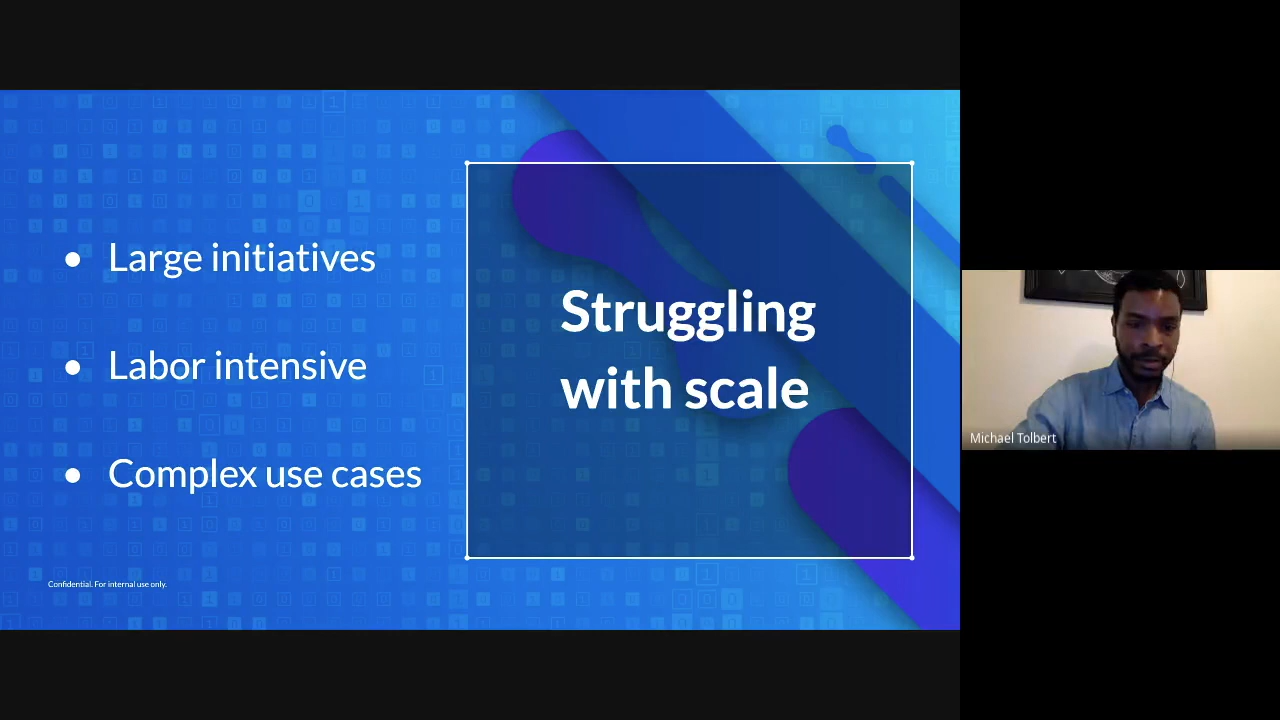 Large initiatives
Labor intensive
Complex use cases
Struggling
with scale
Confidential. For internal use only.
Michael Tolbert